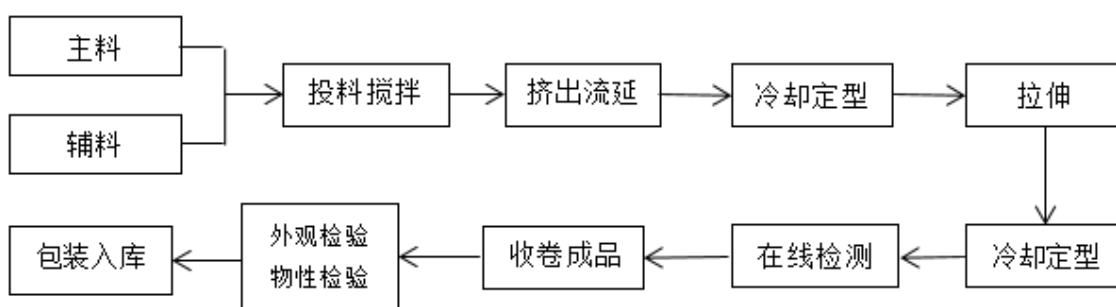 主料
辅料
投料搅拌
挤出流延
冷却定型
拉伸
冷却定型
在线检测
收卷成品
外观检验
物性检验
包装入库